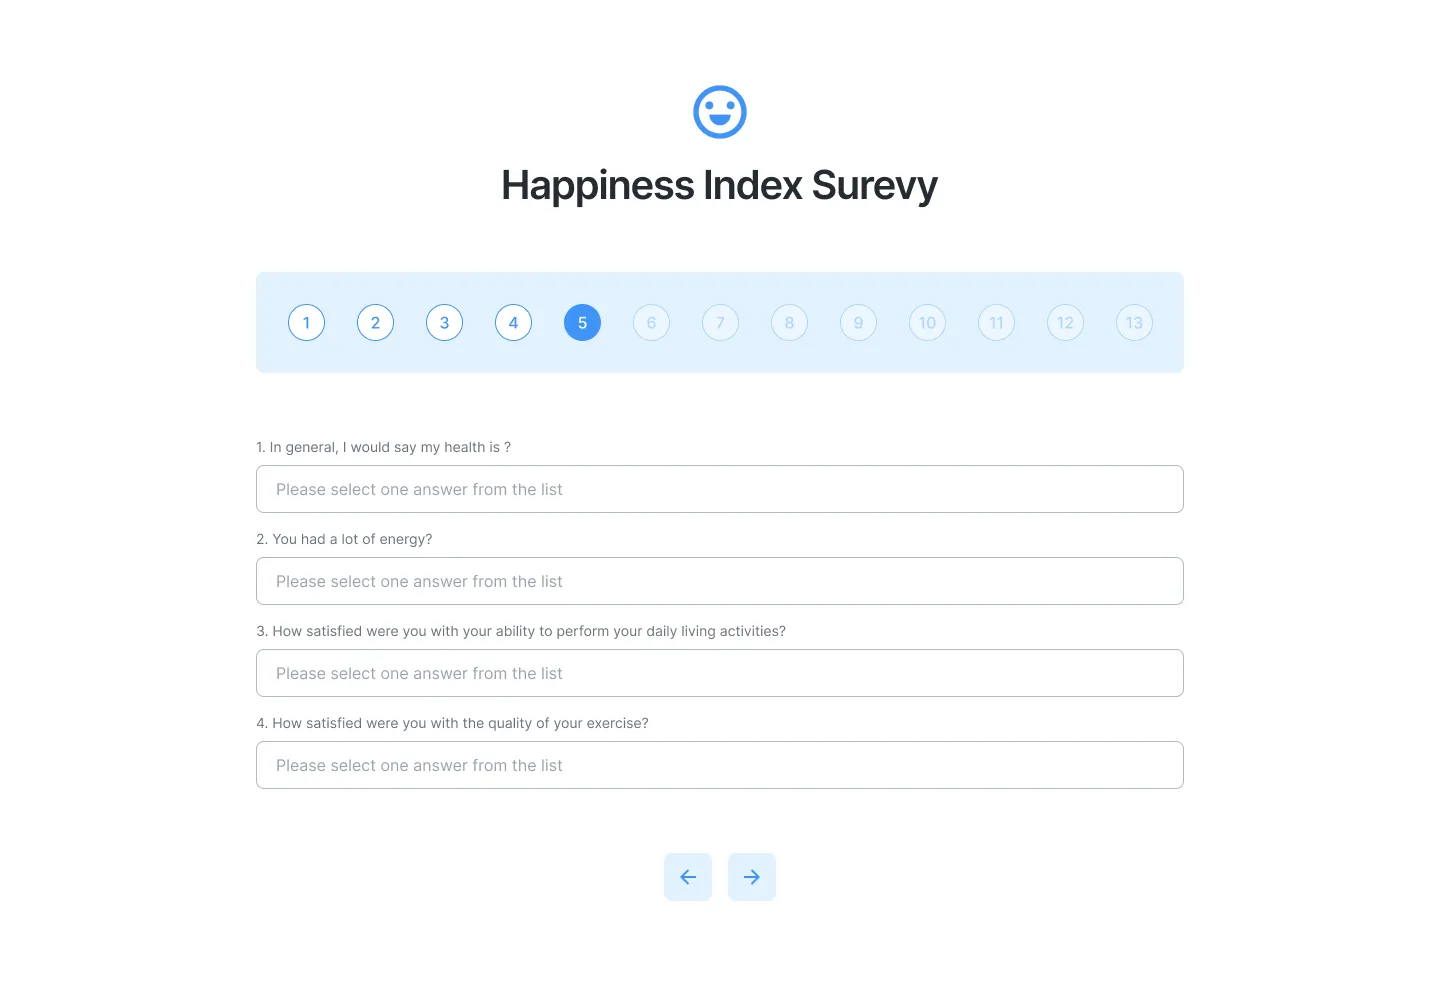 Happiness Index Surevy
1 2 3 4 5 6 7 8 9 10 11 12 13
1. In general, I would say my health is ?
Please select one answer from the list
2. You had a lot of energy?
Please select one answer from the list
3. How satisfied were you with your ability to perform your daily living activities?
Please select one answer from the list
4. How satisfied were you with the quality of your exercise?
Please select one answer from the list